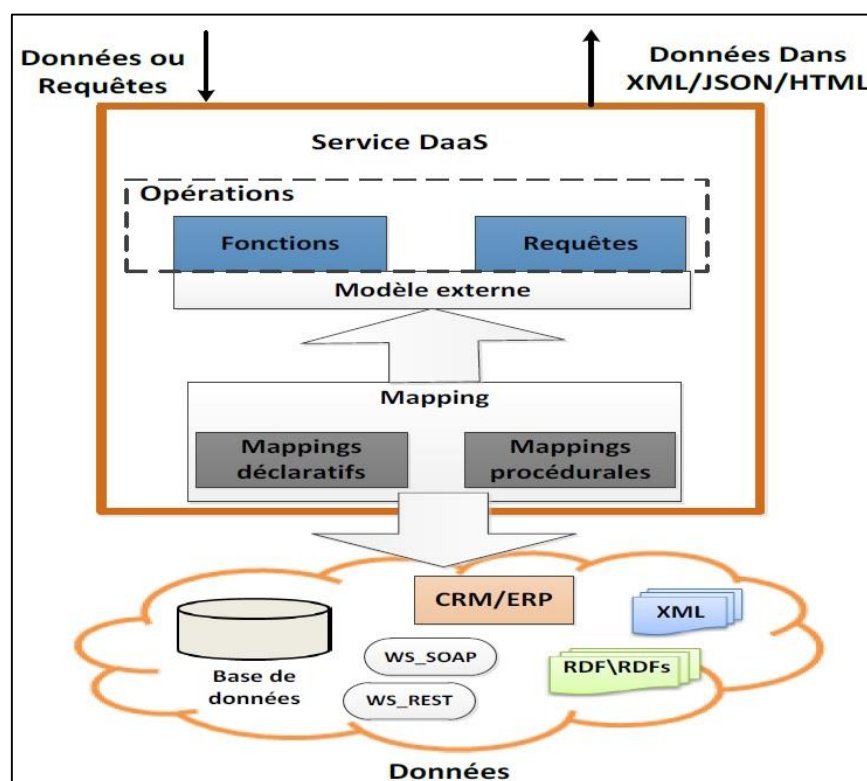 Données ou
Requêtes
Données Dans
XML/JSON/HTML
Service DaaS
Opérations
Fonctions
Requêtes
Modèle externe
Mapping
Mappings
déclaratifs
Mappings
procédurales
CRM/ERP
XML
WS_SOAP
RDF\RDFs
Base de
données
WS_REST
Données